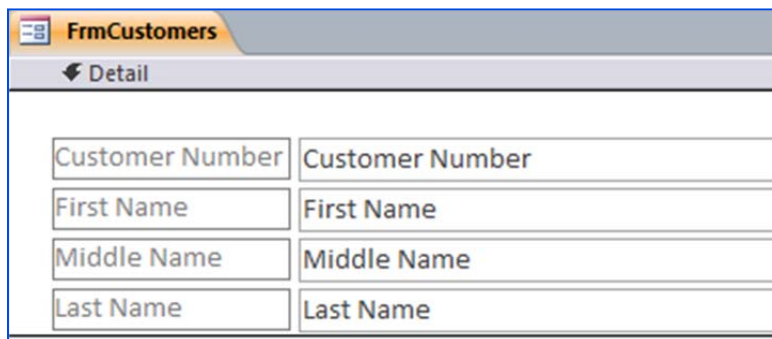 FrmCustomers
Detail
Customer Number Customer Number
First Name First Name
Middle Name Middle Name
Last Name Last Name